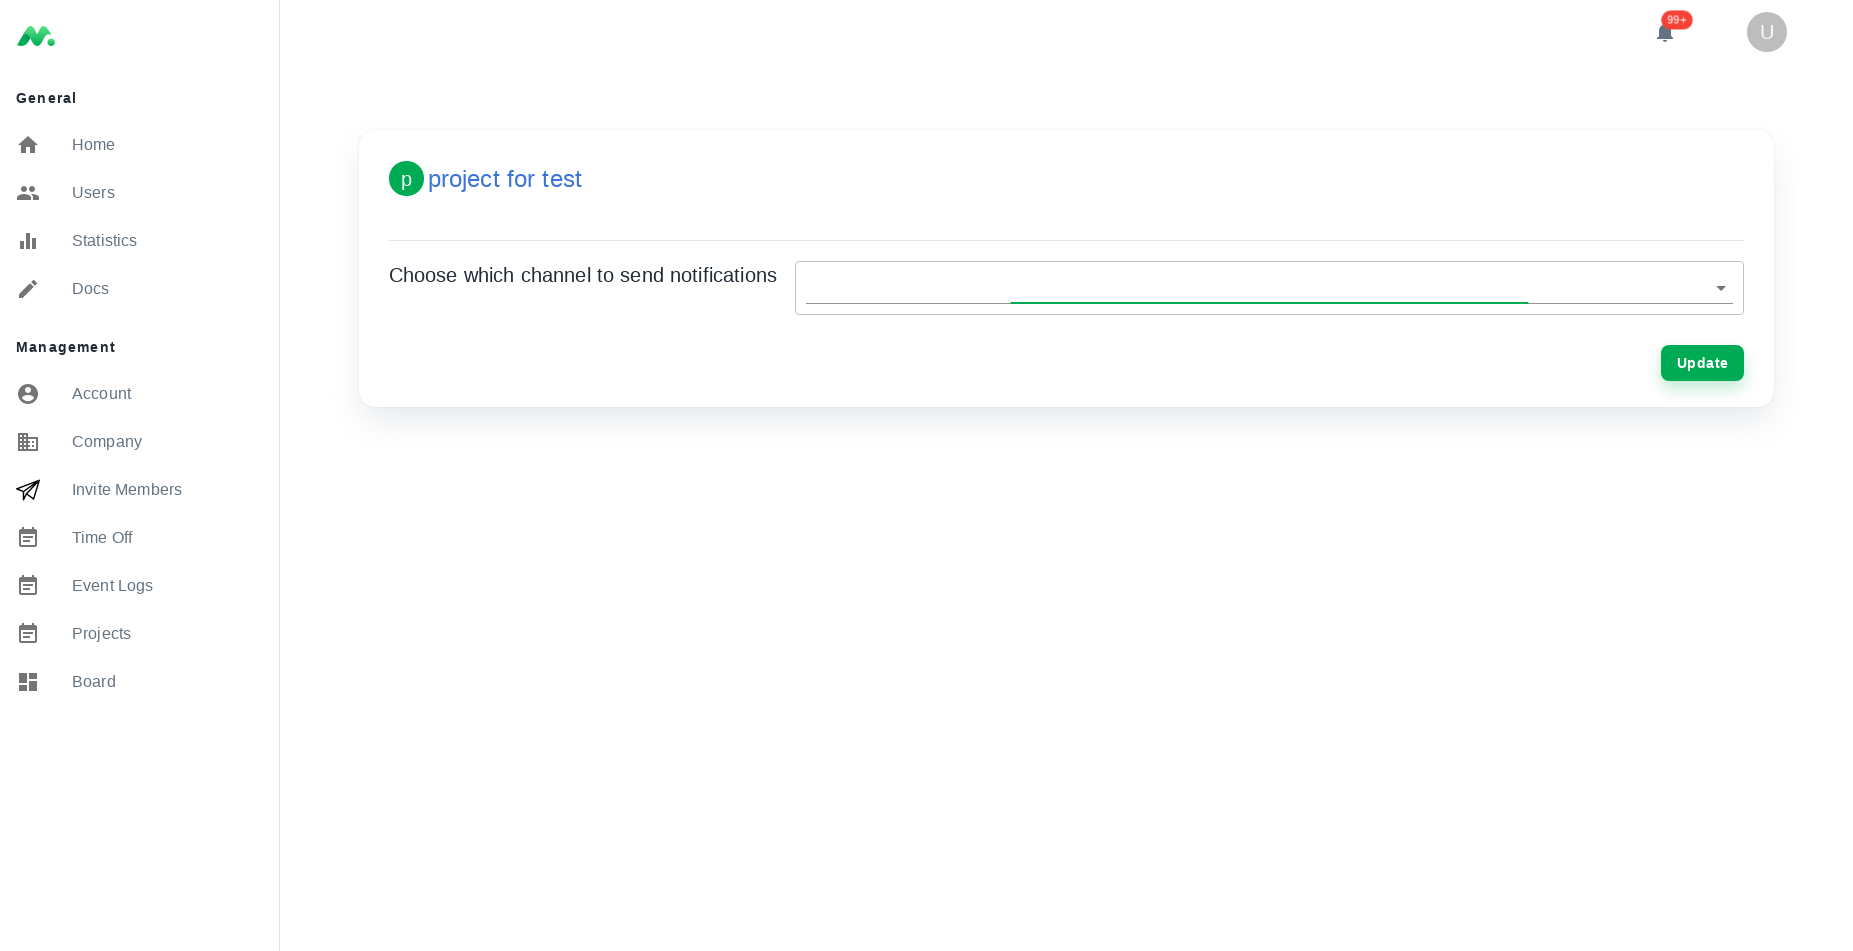 99+
U
General
Home
Users
Statistics
Docs
Management
Account
Company
Invite Members
Time Off
Event Logs
Projects
Board
p project for test
Choose which channel to send notifications
Update